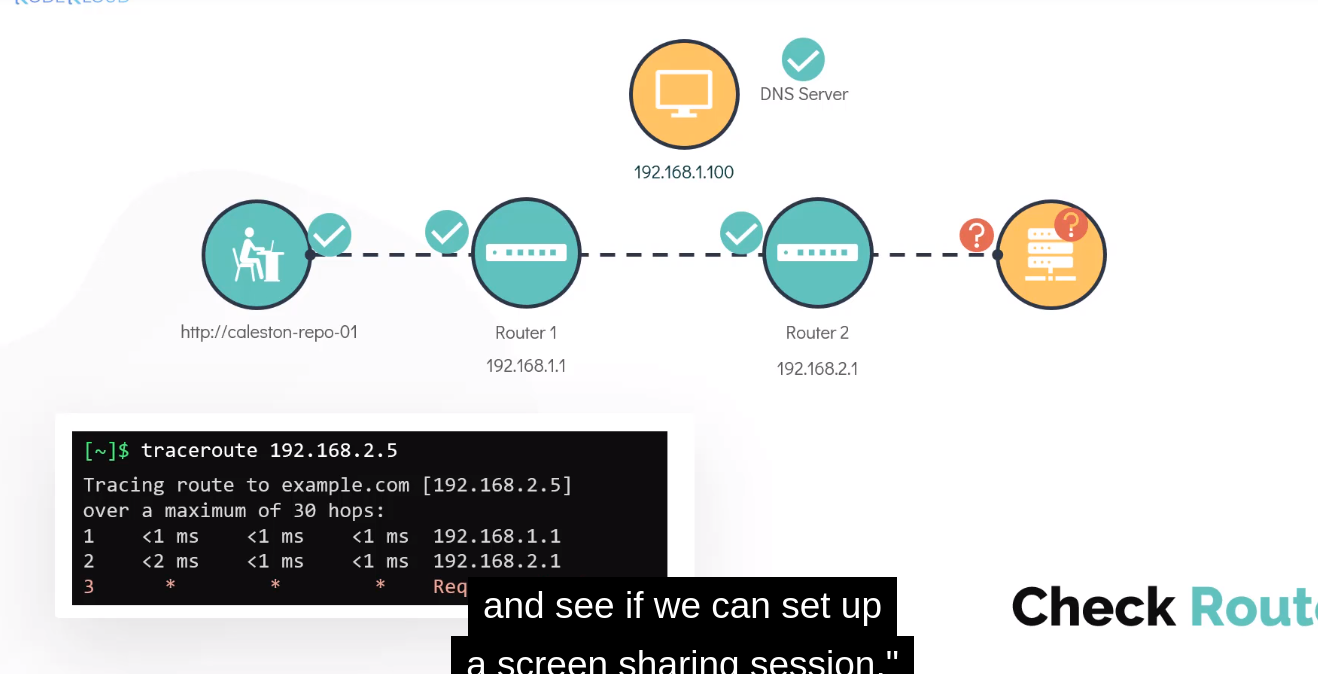 KODEKLOUD
DNS Server
192.168.1.100
http://caleston-repo-01
Router 1
192.168.1.1
Router 2
192.168.2.1
[~]$ traceroute 192.168.2.5
Tracing route to example.com [192.168.2.5]
over a maximum of 30 hops:
1 <1 ms <1 ms <1 ms 192.168.1.1
2 <2 ms <1 ms <1 ms 192.168.2.1
3 * * * Req
and see if we can set up
a screen sharing session."
Check Route